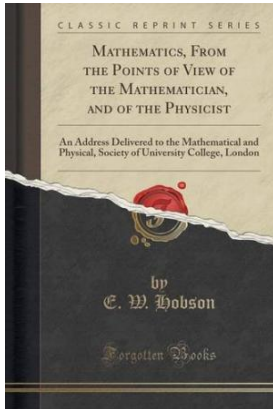 CLASSIC REPRINT SERIES
MATHEMATICS, FROM
THE POINTS OF VIEW OF
THE MATHEMATICIAN,
AND OF THE PHYSICIST
An Address Delivered to the Mathematical and
Physical, Society of University College, London
by
E. W. Hobson
Forgotten Books